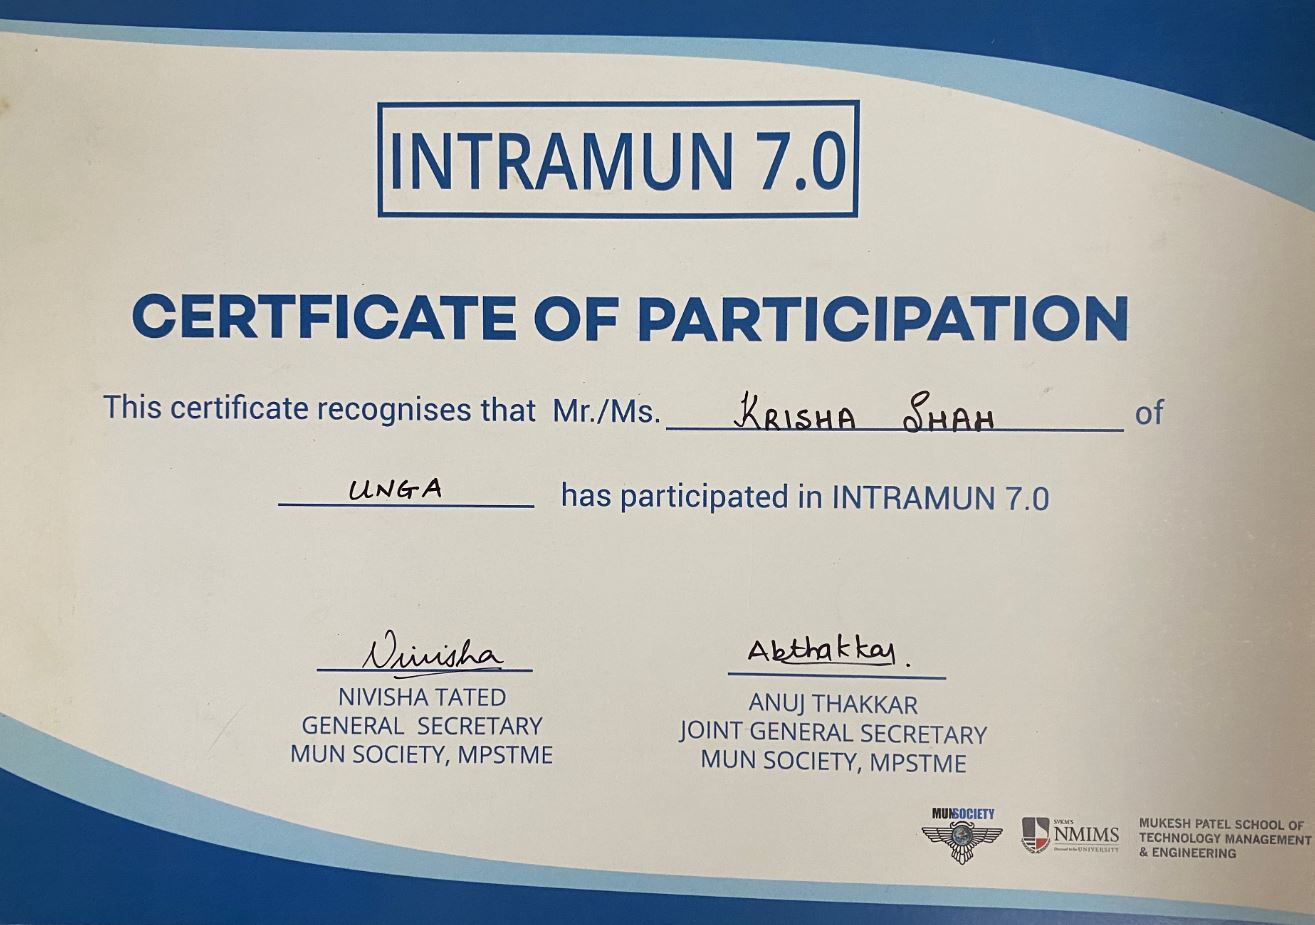 INTRAMUN 7.0
CERTFICATE OF PARTICIPATION
This certificate recognises that Mr./Ms. KRISHA SHAH of
UNGA has participated in INTRAMUN 7.0
Nivisha
Abthakkar.
NIVISHA TATED
GENERAL SECRETARY
MUN SOCIETY, MPSTME
ANUJ THAKKAR
JOINT GENERAL SECRETARY
MUN SOCIETY, MPSTME
MUNSOCIETY
SVKM'S
NMIMS
Deemed to be UNIVERSITY
MUKESH PATEL SCHOOL OF
TECHNOLOGY MANAGEMENT
& ENGINEERING